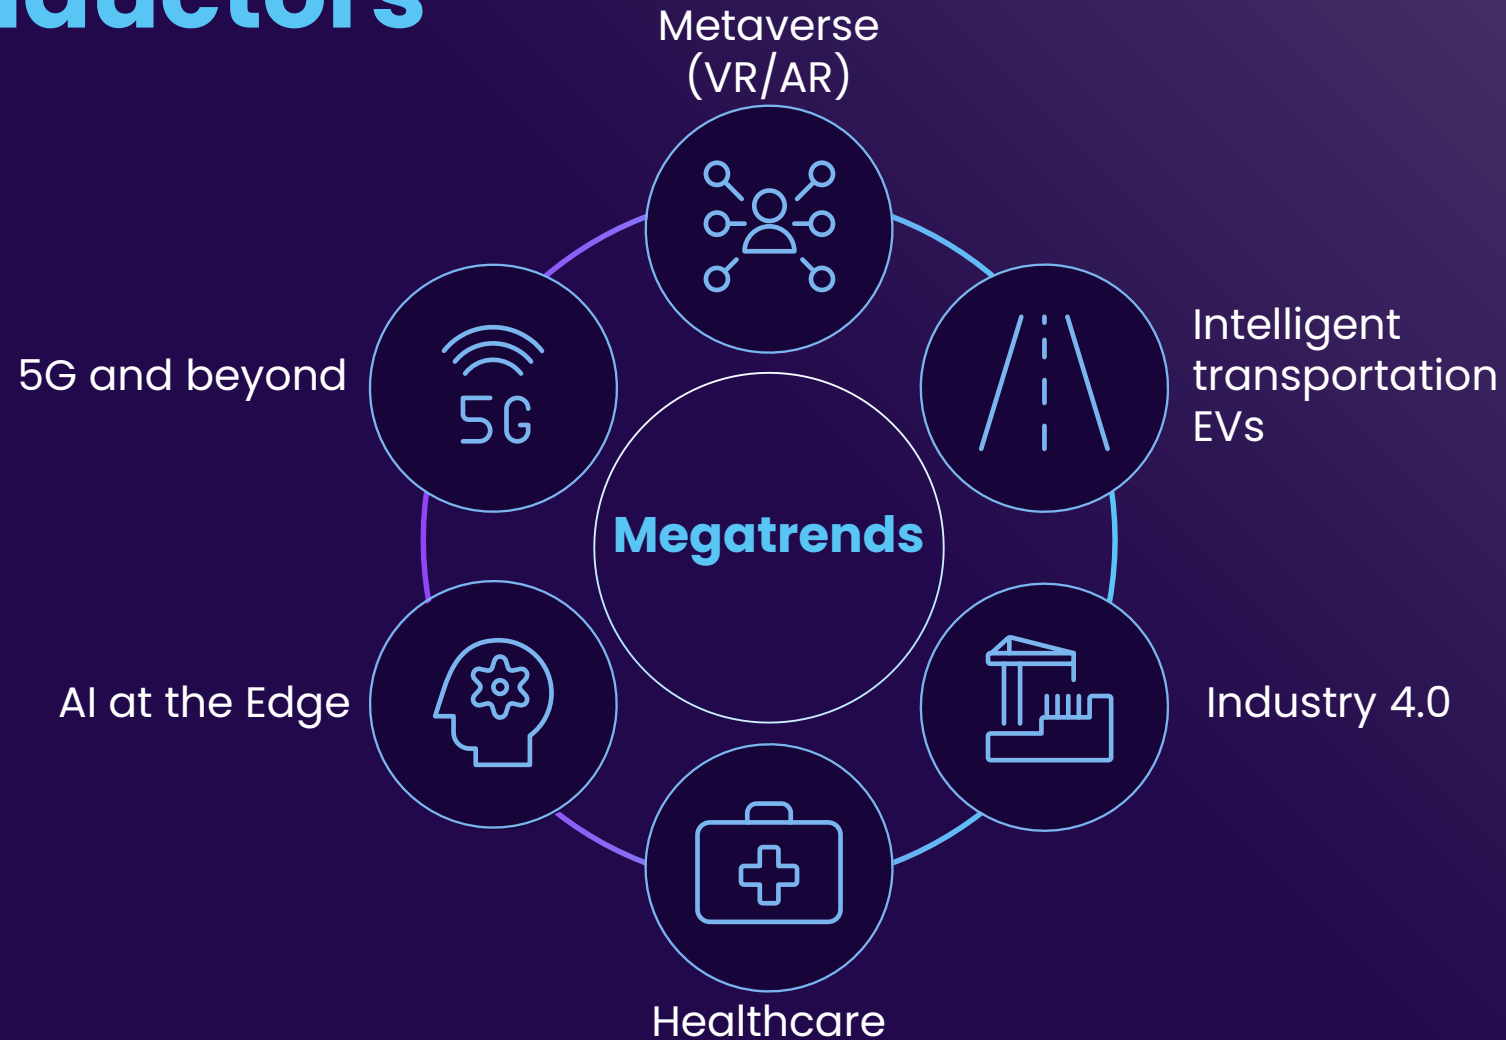 Metaverse
(VR/AR)
Intelligent
transportation
EVs
5G and beyond
5G
Megatrends
AI at the Edge
Industry 4.0
Healthcare